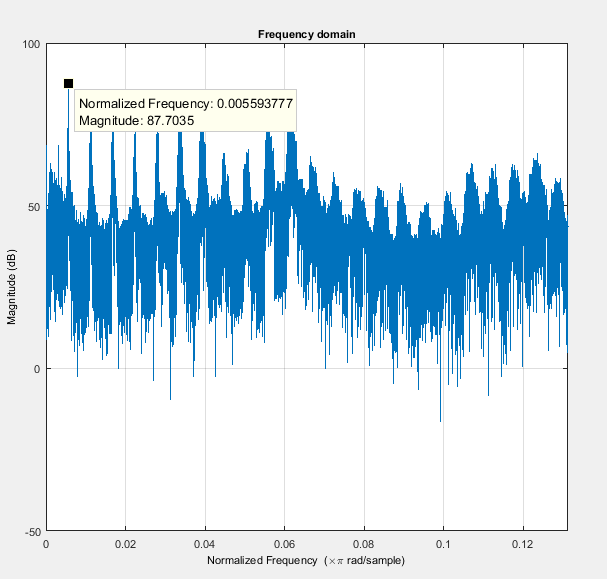 Frequency domain
100
Normalized Frequency: 0.005593777
Magnitude: 87.7035
50
Magnitude (dB)
0
-50
0 0.02 0.04 0.06 0.08 0.1 0.12
Normalized Frequency (×π rad/sample)